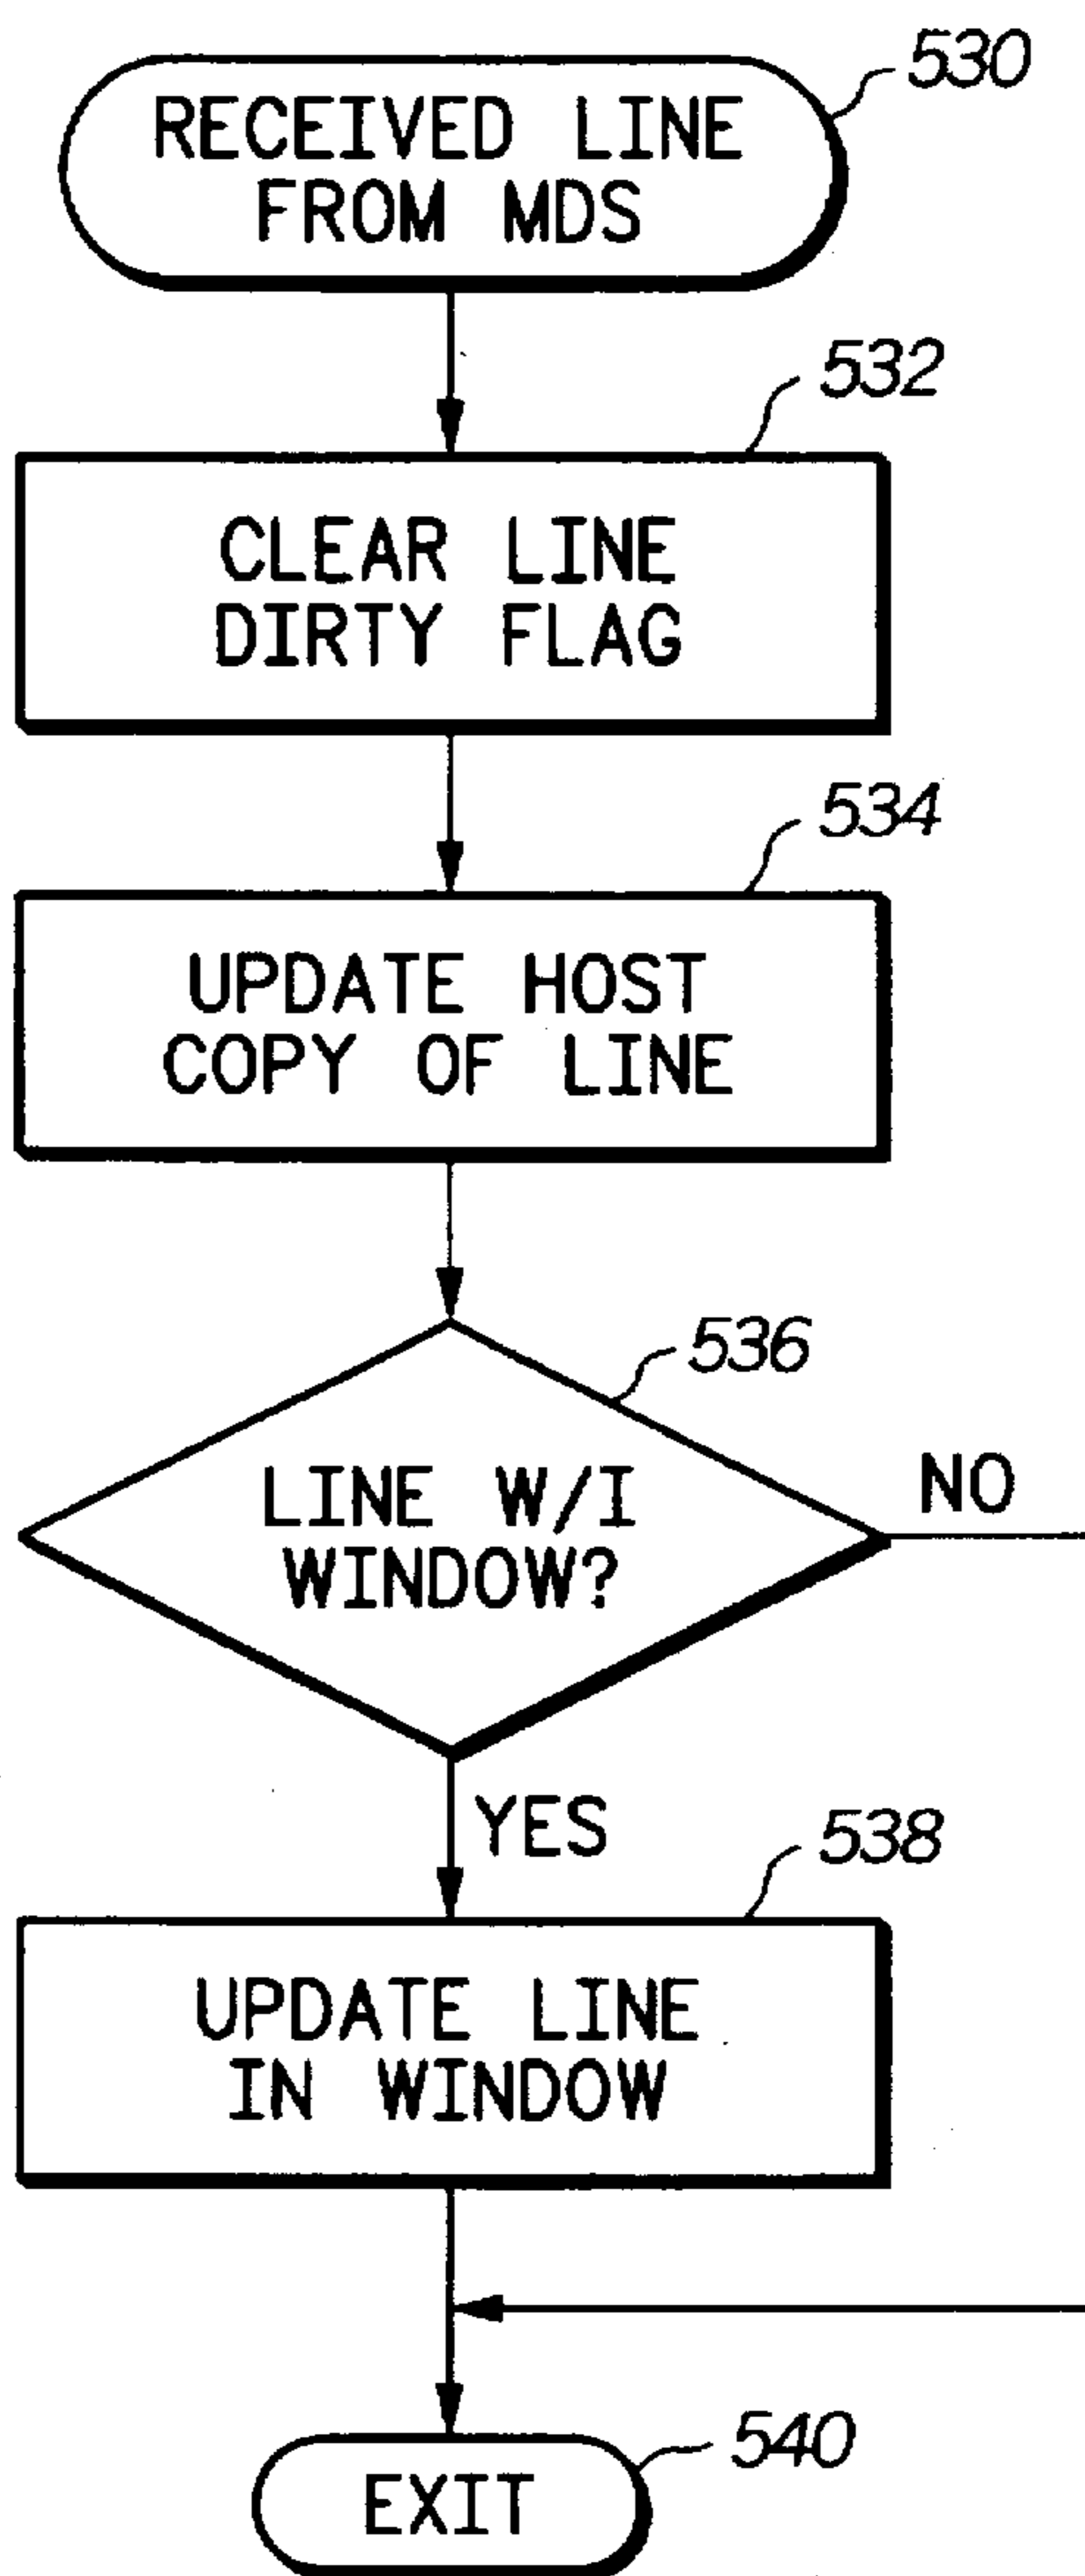 530
RECEIVED LINE
FROM MDS
532
CLEAR LINE
DIRTY FLAG
534
UPDATE HOST
COPY OF LINE
536
LINE W/I
WINDOW?
NO
YES
538
UPDATE LINE
IN WINDOW
540
EXIT